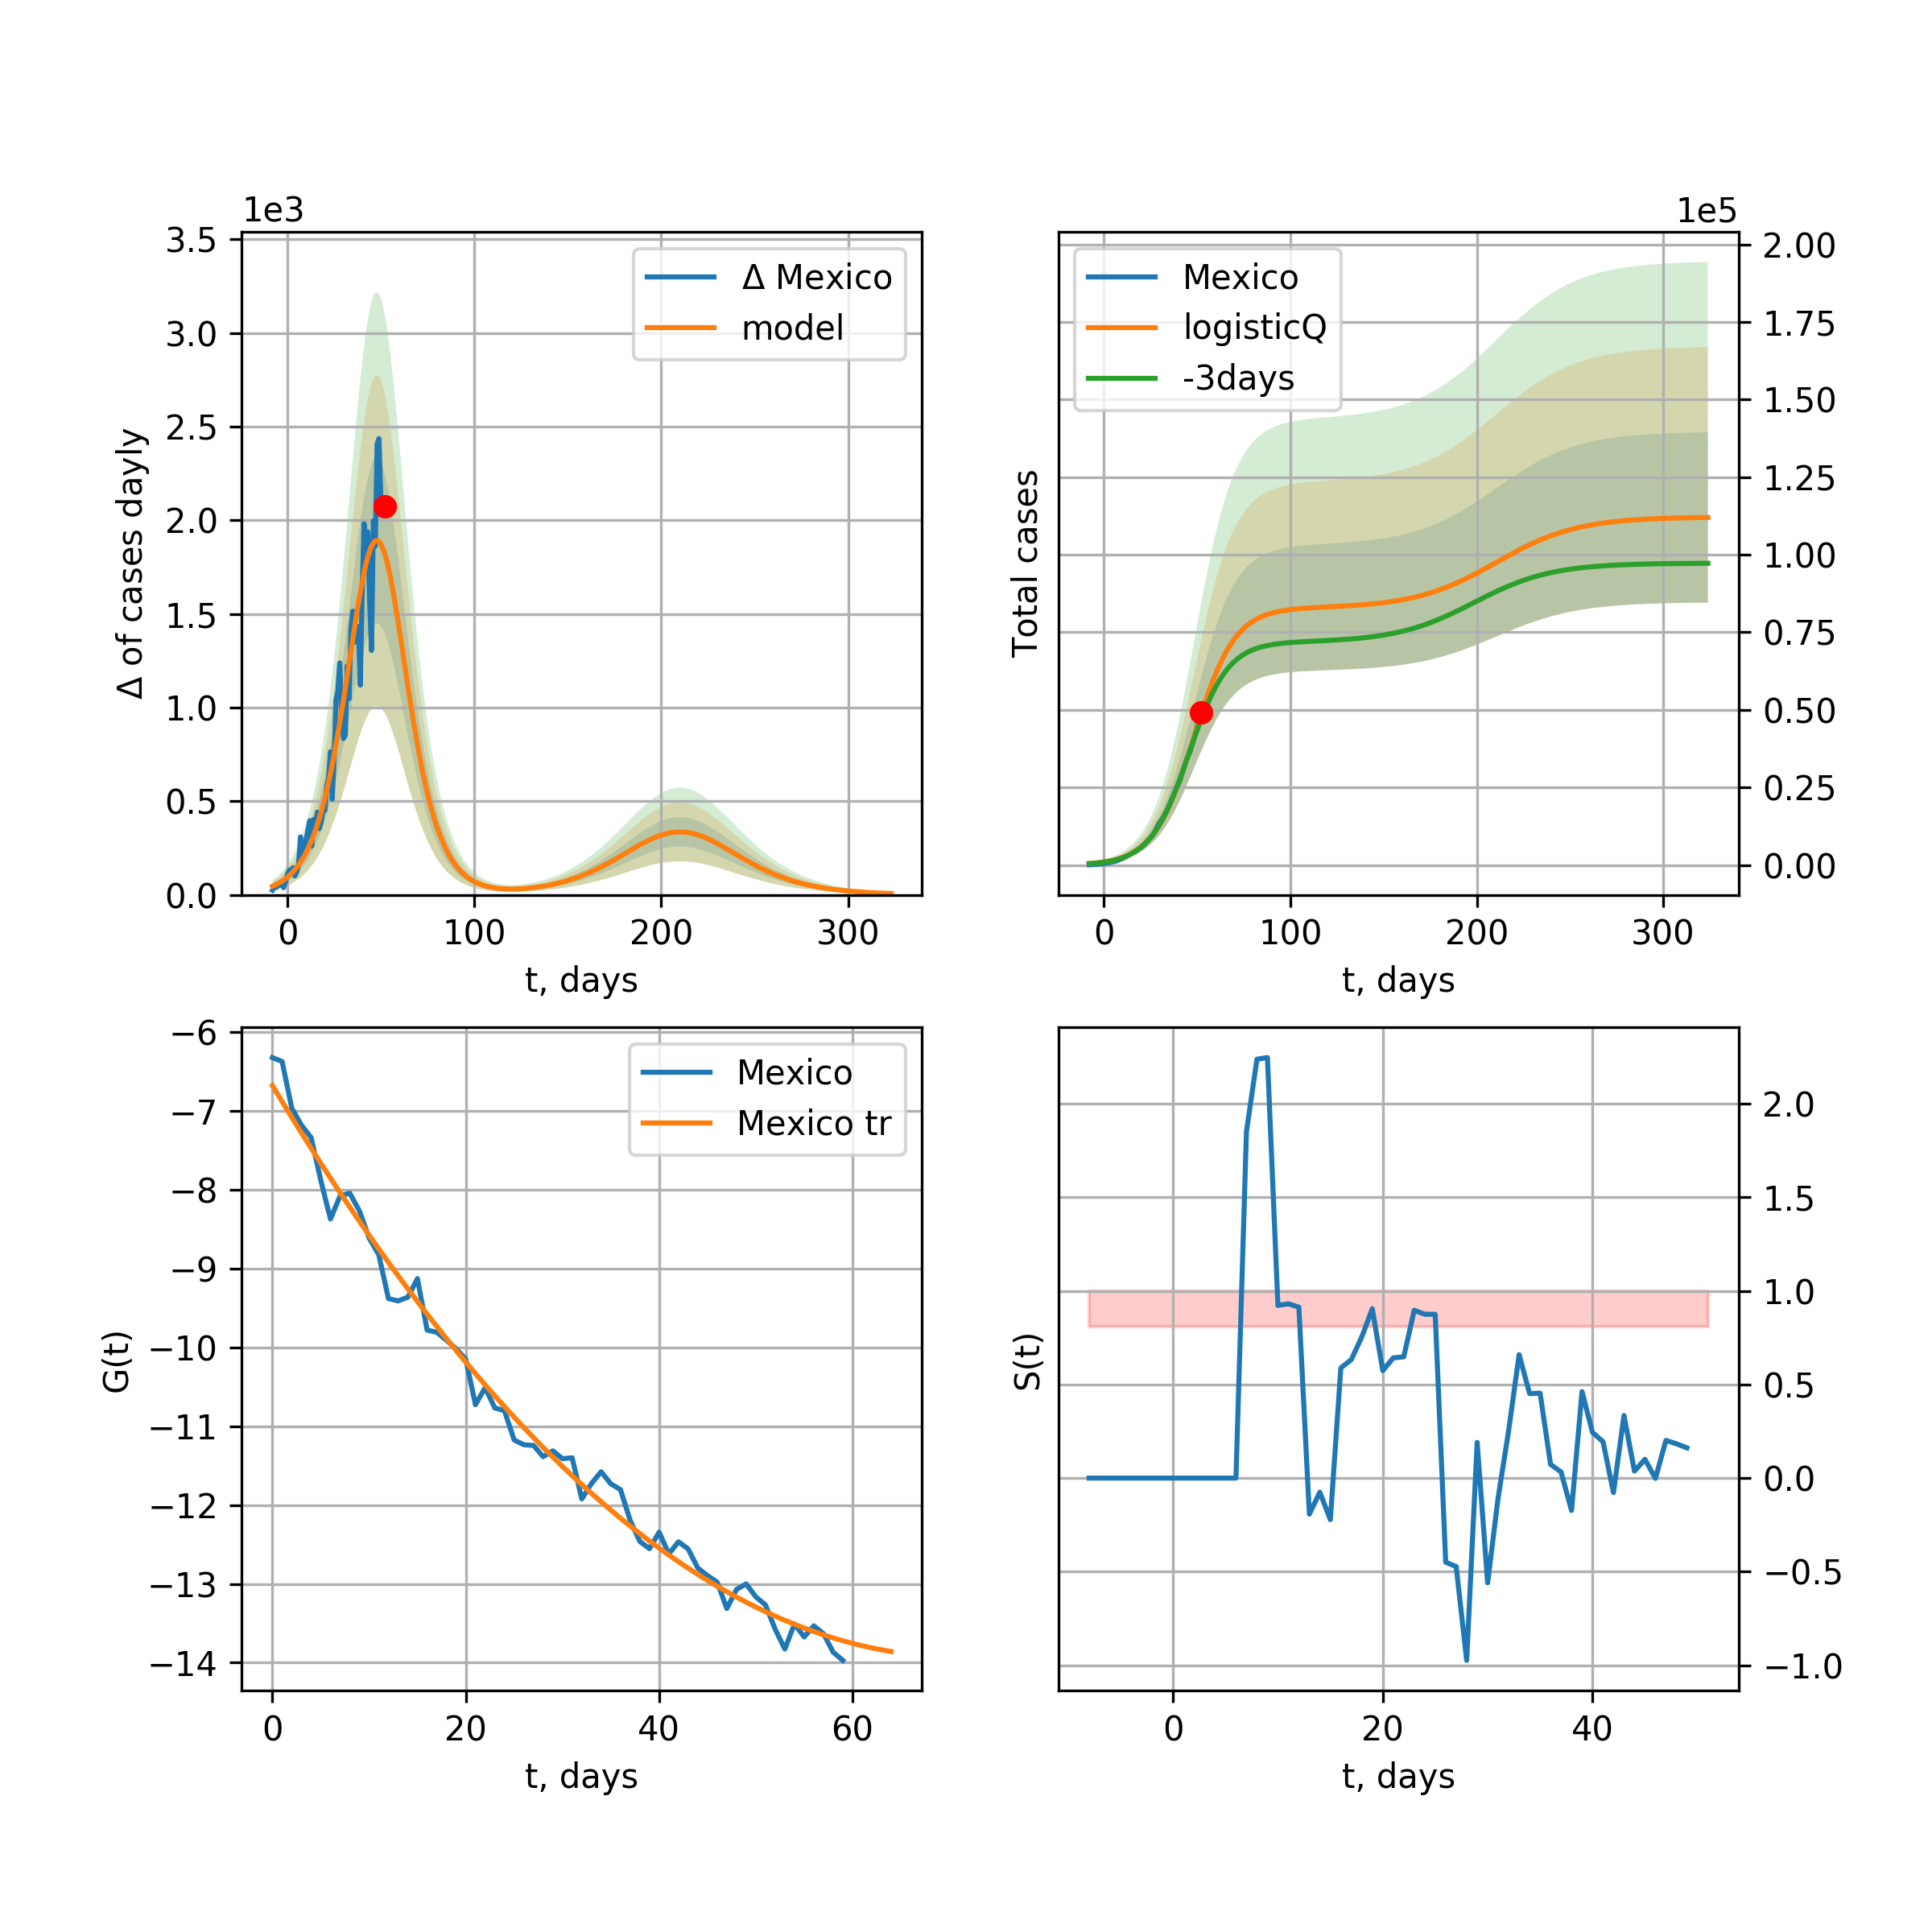 1e3
3.5
3.0
2.5
2.0
1.5
1.0
0.5
0.0
Δ of cases dayly
0 100 200 300
t, days
Δ Mexico
model
1e5
2.00
1.75
1.50
1.25
1.00
0.75
0.50
0.25
0.00
Total cases
0 100 200 300
t, days
Mexico
logisticQ
-3days
−6
−7
−8
−9
−10
−11
−12
−13
−14
G(t)
0 20 40 60
t, days
Mexico
Mexico tr
2.0
1.5
1.0
0.5
0.0
−0.5
−1.0
S(t)
0 20 40
t, days